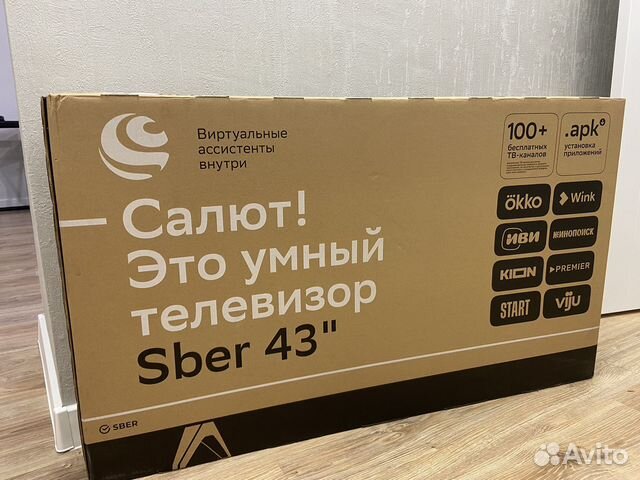 Виртуальные
ассистенты
внутри
100+
бесплатных
ТВ-каналов
.apk
установка
приложений
Салют!
Это умный
телевизор
Sber 43"
ökko
Wink
иви
КИНОПОИСК
KION
PREMIER
START
viju
SBER
Avito